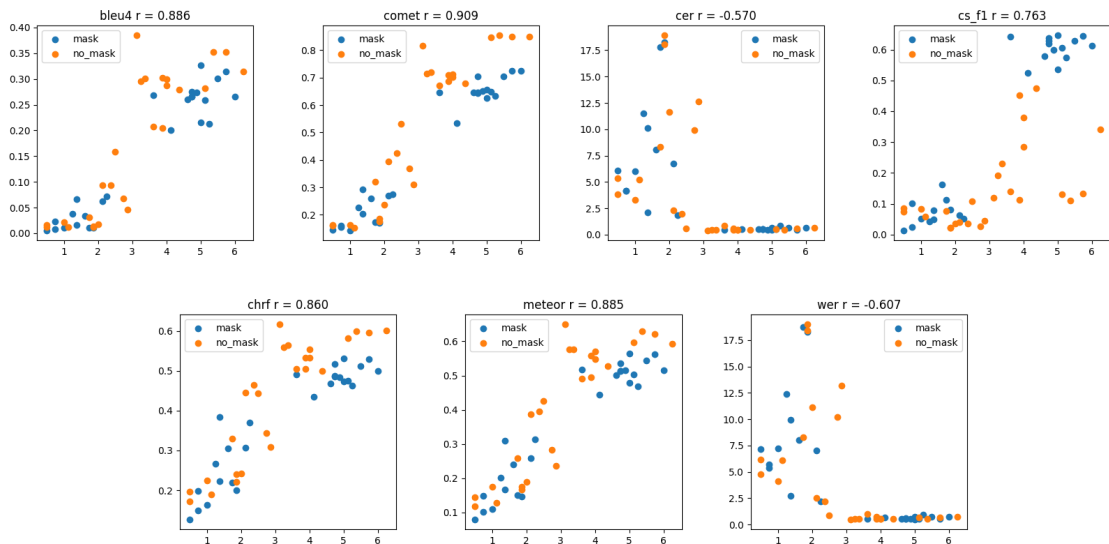 bleu4 r = 0.886
mask
no_mask
0.40
0.35
0.30
0.25
0.20
0.15
0.10
0.05
0.00
1 2 3 4 5 6
comet r = 0.909
mask
no_mask
0.8
0.7
0.6
0.5
0.4
0.3
0.2
1 2 3 4 5 6
cer r = -0.570
mask
no_mask
17.5
15.0
12.5
10.0
7.5
5.0
2.5
0.0
1 2 3 4 5 6
cs_f1 r = 0.763
mask
no_mask
0.6
0.5
0.4
0.3
0.2
0.1
0.0
1 2 3 4 5 6
chrf r = 0.860
mask
no_mask
0.6
0.5
0.4
0.3
0.2
1 2 3 4 5 6
meteor r = 0.885
mask
no_mask
0.6
0.5
0.4
0.3
0.2
0.1
1 2 3 4 5 6
wer r = -0.607
mask
no_mask
17.5
15.0
12.5
10.0
7.5
5.0
2.5
0.0
1 2 3 4 5 6